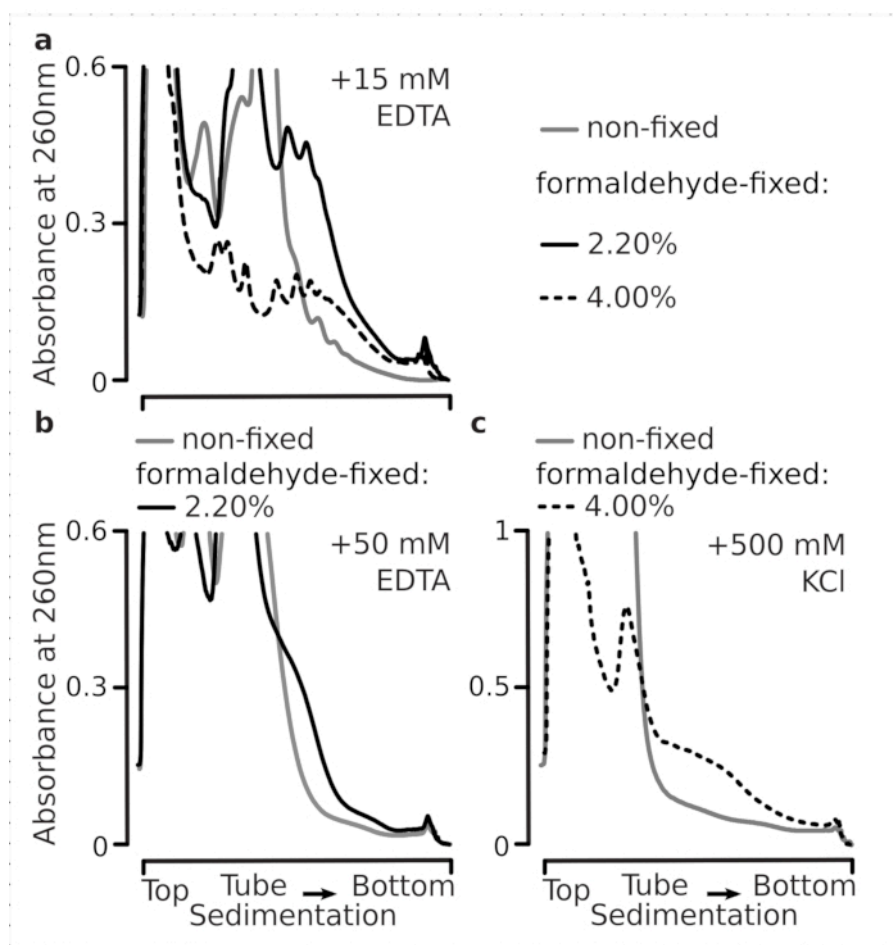 a
0.6
0.3
0
Absorbance at 260nm
+15 mM
EDTA
non-fixed
formaldehyde-fixed:
2.20%
4.00%
b
non-fixed
formaldehyde-fixed:
2.20%
0.6
0.3
0
Absorbance at 260nm
+50 mM
EDTA
Top Tube Bottom
Sedimentation
c
non-fixed
formaldehyde-fixed:
4.00%
1
0.5
0
+500 mM
KCl
Top Tube Bottom
Sedimentation